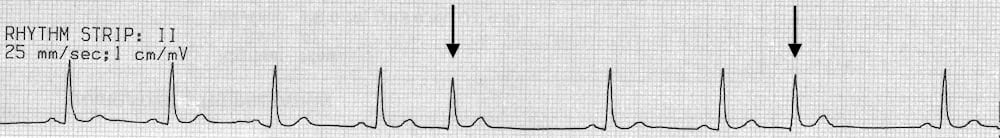 RHYTHM STRIP: II
25 mm/sec;1 cm/mV